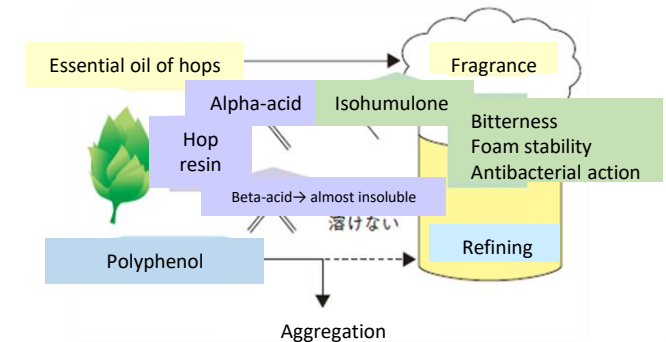 Essential oil of hops
Fragrance
Alpha-acid
Isohumulone
Hop
resin
Bitterness
Foam stability
Antibacterial action
Beta-acid→ almost insoluble
溶けない
Polyphenol
Refining
Aggregation